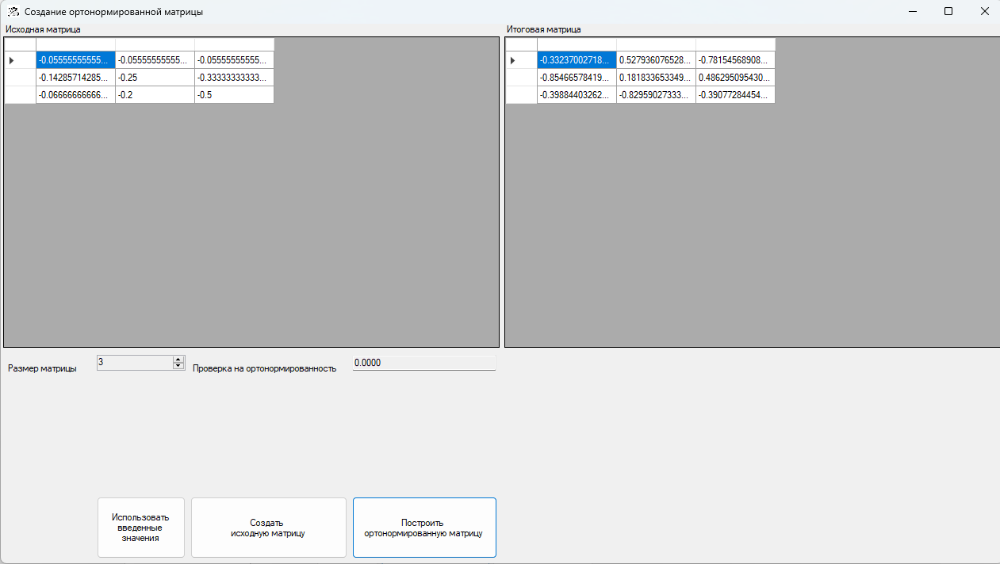 Создание ортонормированной матрицы
Исходная матрица
-0.05555555555... -0.05555555555... -0.05555555555...
-0.14285714285... -0.25 -0.33333333333...
-0.06666666666... -0.2 -0.5
Итоговая матрица
-0.33237002718... 0.527936076528... -0.78154568908...
-0.85466578419... 0.181833653349... 0.486295095430...
-0.39884403262... -0.82959027333... -0.39077284454...
Размер матрицы
3
Проверка на ортонормированность
0.0000
Использовать
введенные
значения
Создать
исходную матрицу
Построить
ортонормированную матрицу